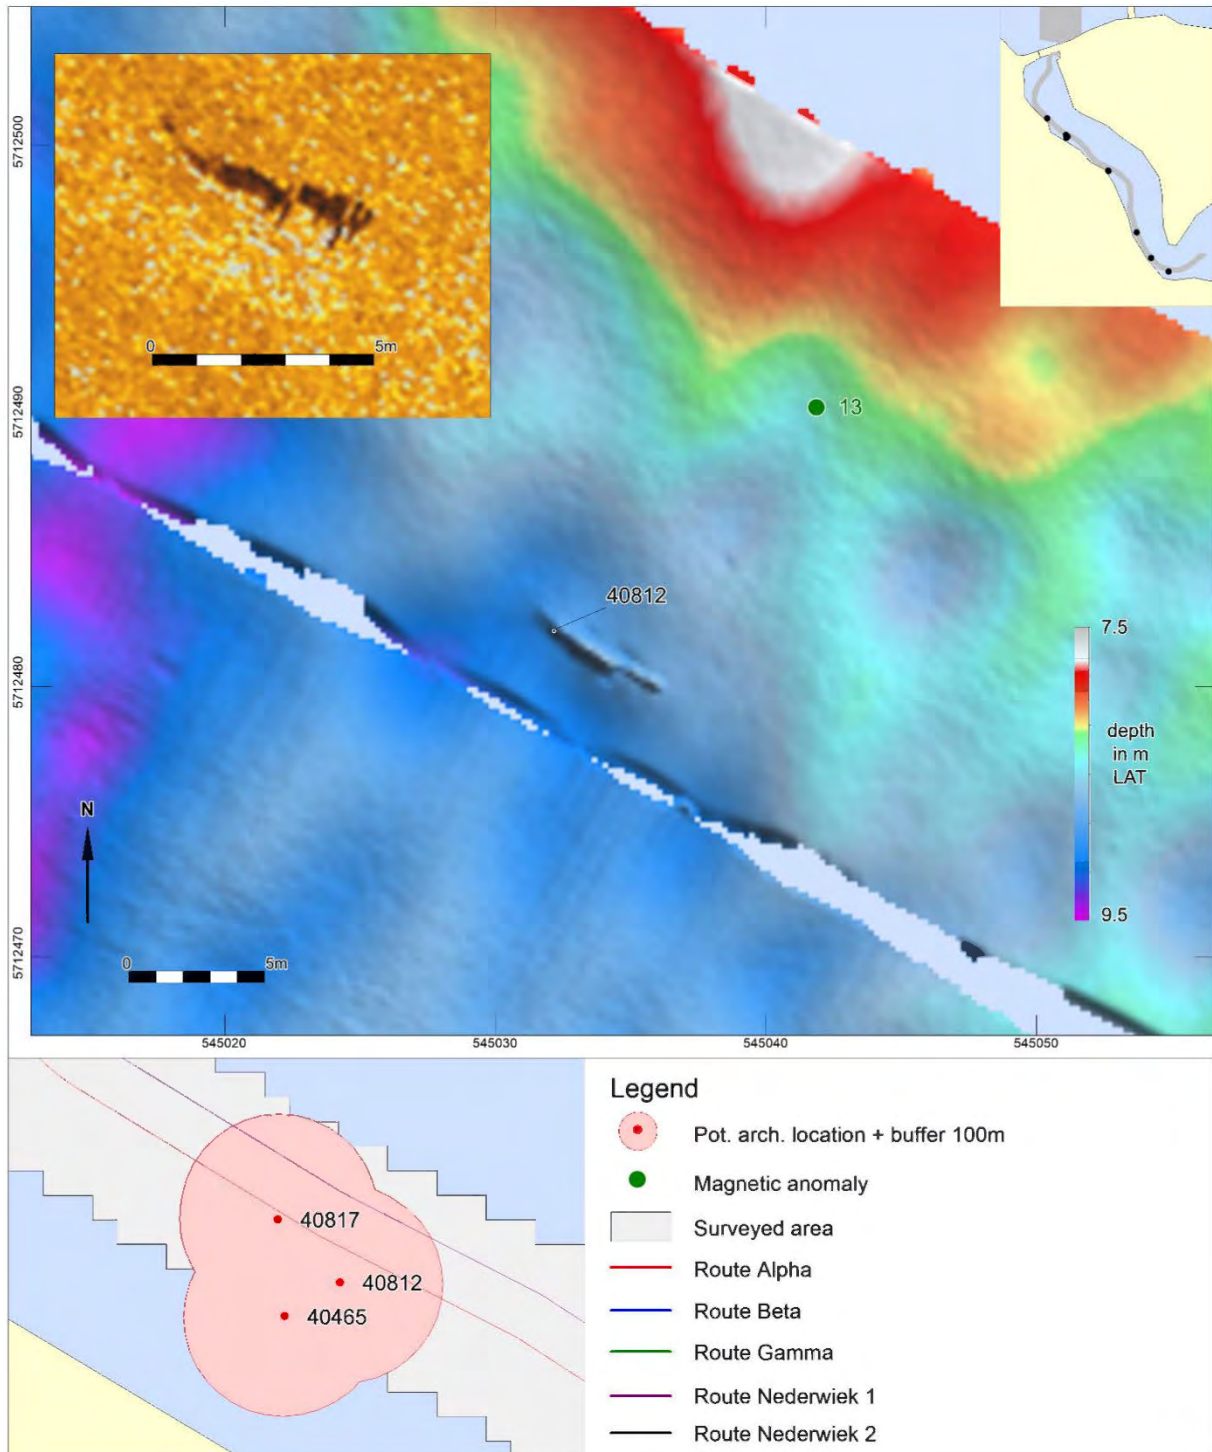 0
5m
5712500
5712490
5712480
5712470
13
40812
7.5
depth
in m
LAT
9.5
N
0
5m
545020
545030
545040
545050
40817
40812
40465
Legend
Pot. arch. location + buffer 100m
Magnetic anomaly
Surveyed area
Route Alpha
Route Beta
Route Gamma
Route Nederwiek 1
Route Nederwiek 2